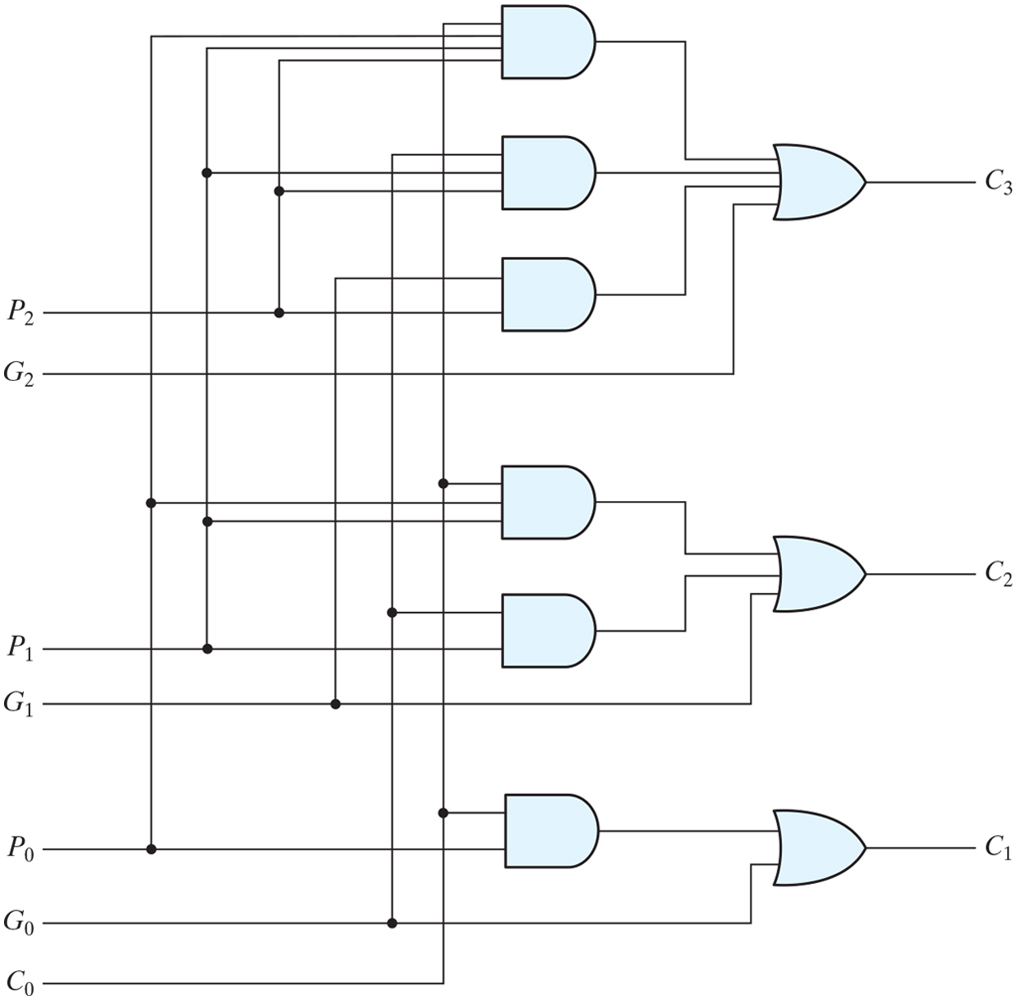 C₃
P₂
G₂
C₂
P₁
G₁
P₀
C₁
G₀
C₀